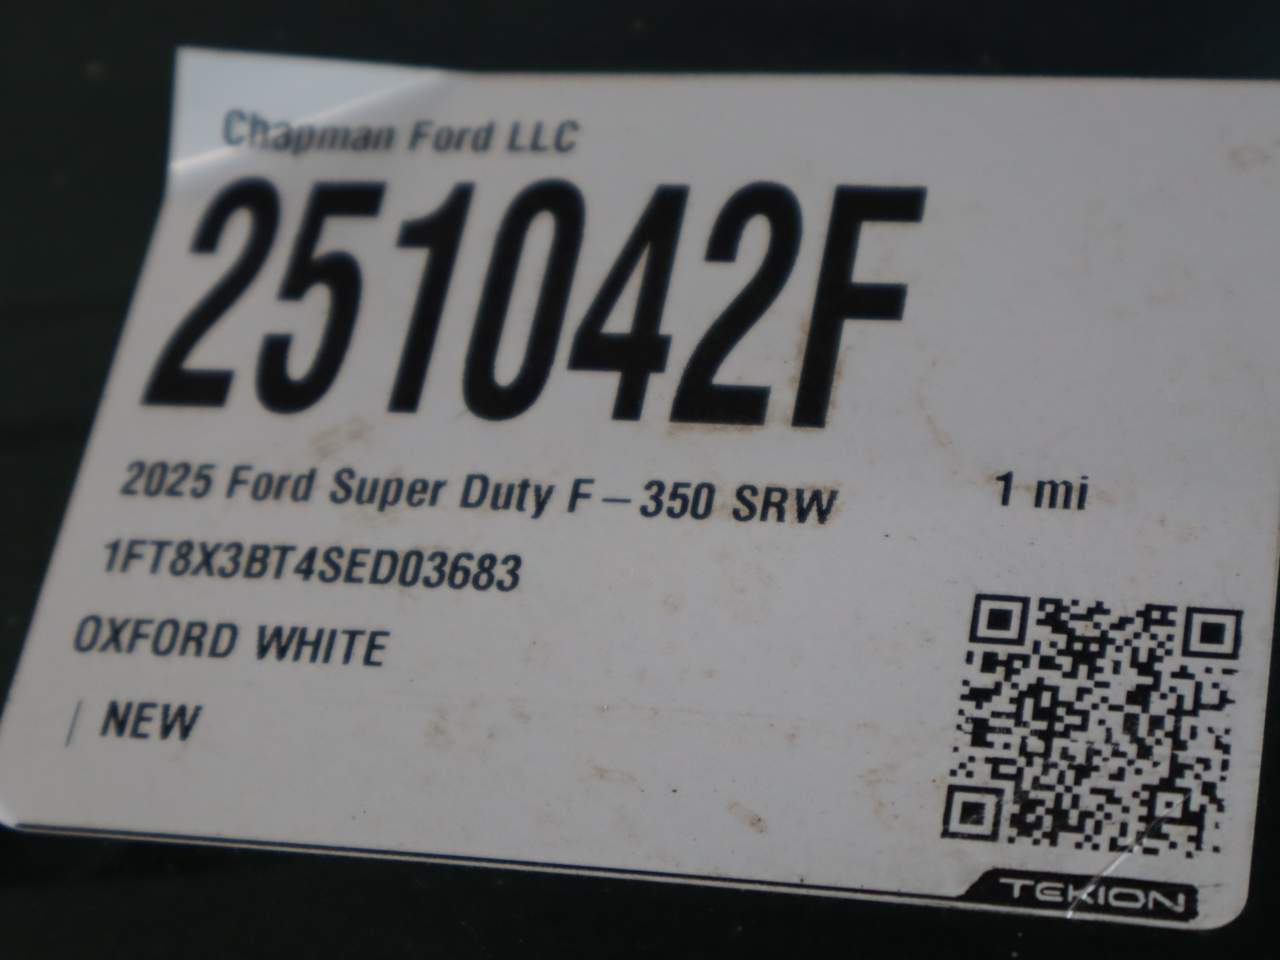 Chapman Ford LLC
251042F
2025 Ford Super Duty F-350 SRW 1 mi
1FT8X3BT4SED03683
OXFORD WHITE
| NEW
TEKION